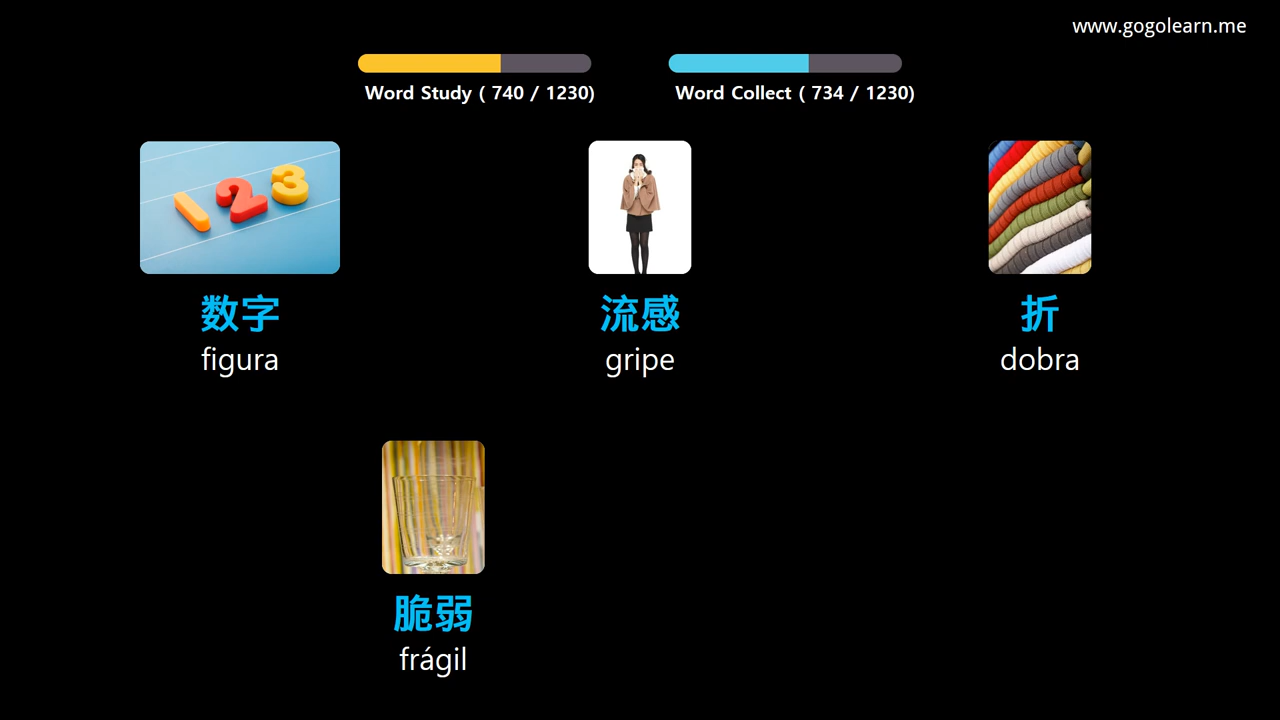 www.gogolearn.me
Word Study ( 740 / 1230)
Word Collect ( 734 / 1230)
123
数字
figura
流感
gripe
折
dobra
脆弱
frágil